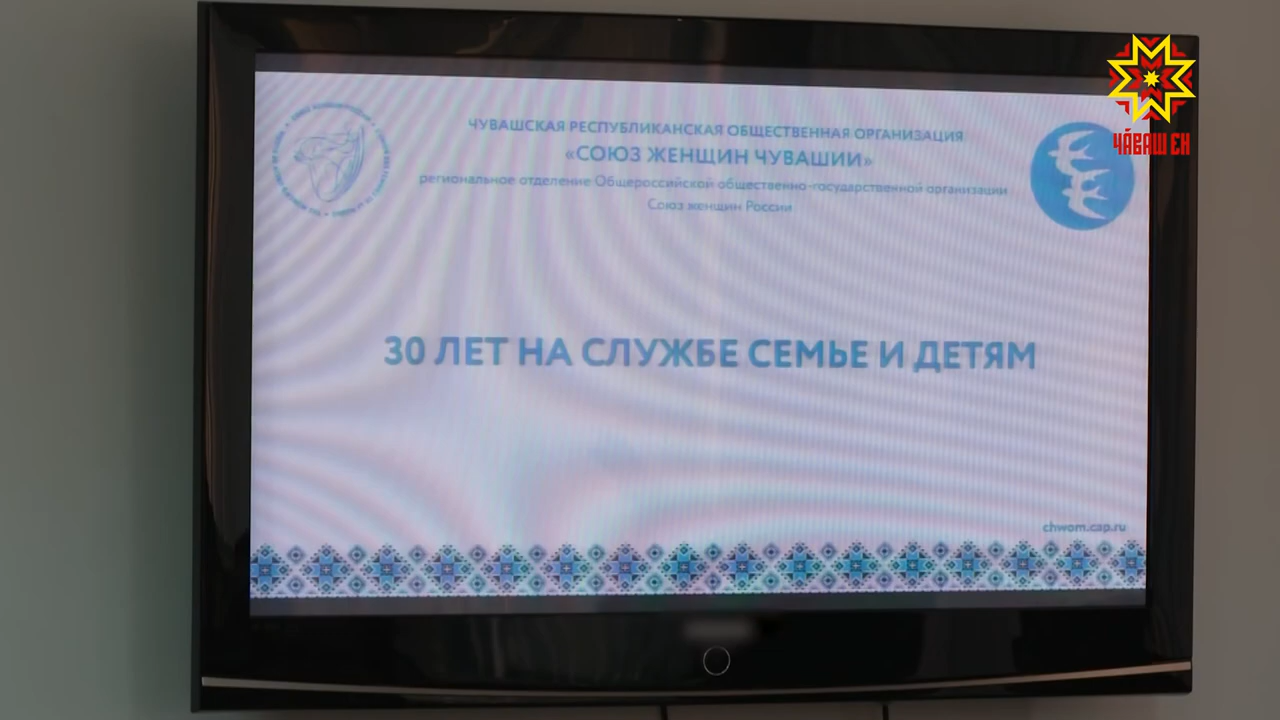 ЧУВАШСКАЯ РЕСПУБЛИКАНСКАЯ ОБЩЕСТВЕННАЯ ОРГАНИЗАЦИЯ
«СОЮЗ ЖЕНЩИН ЧУВАШИИ»
региональное отделение Общероссийской общественно-государственной организации
Союз женщин России
ЧӐВАШ ЕН
30 ЛЕТ НА СЛУЖБЕ СЕМЬЕ И ДЕТЯМ
chwom.cap.ru